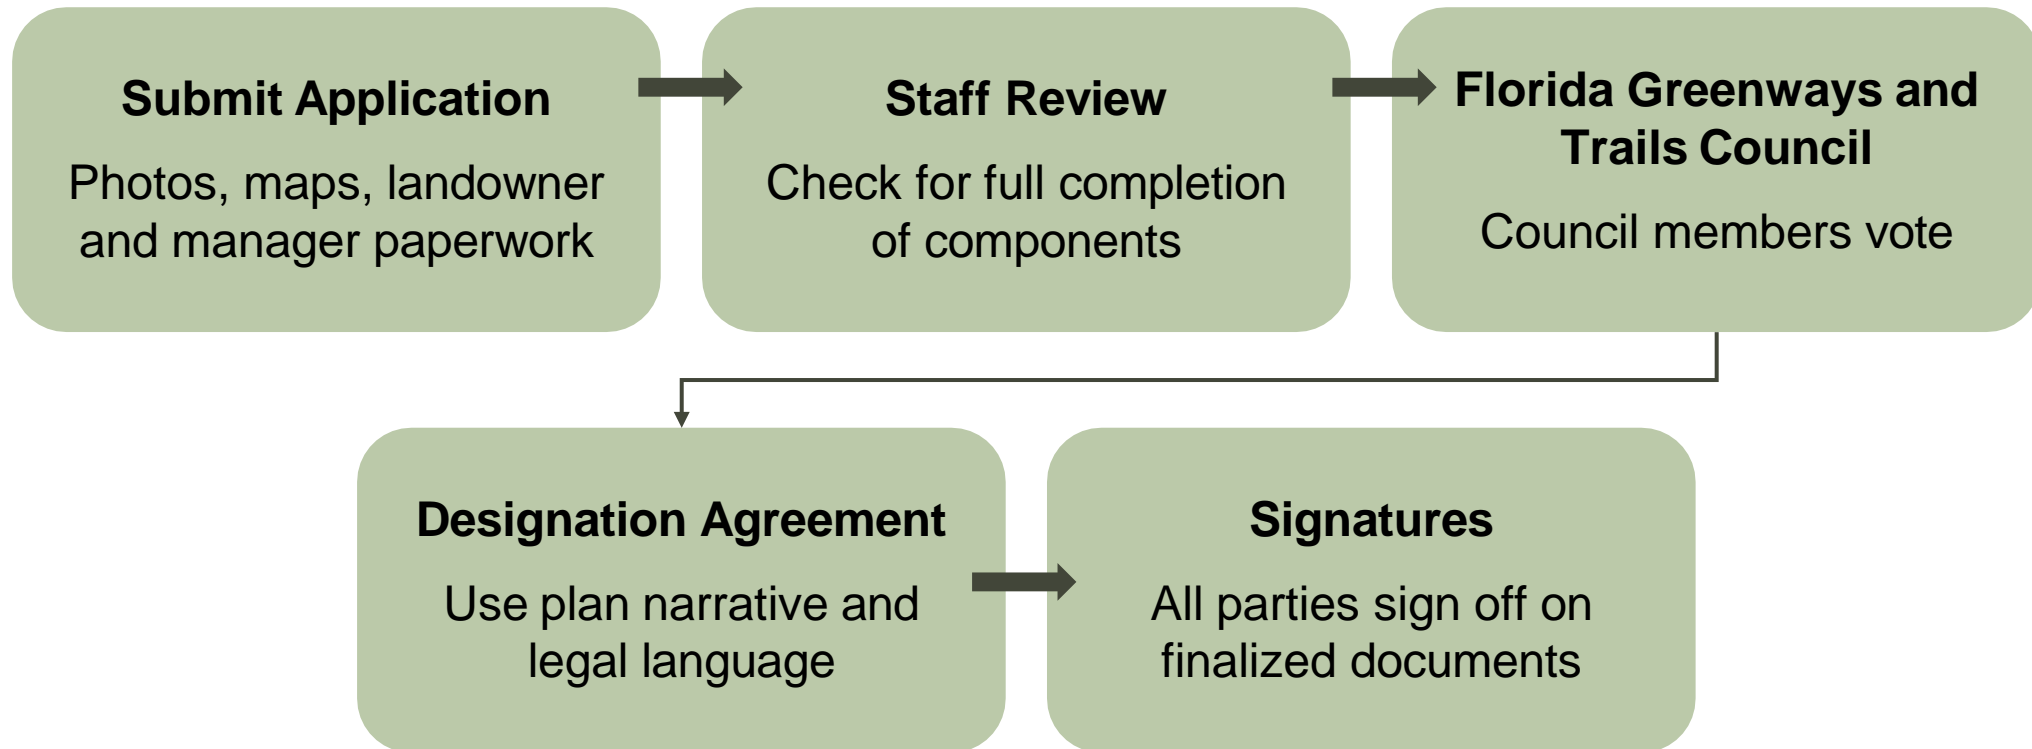 Submit Application
Photos, maps, landowner
and manager paperwork
Staff Review
Check for full completion
of components
Florida Greenways and
Trails Council
Council members vote
Designation Agreement
Use plan narrative and
legal language
Signatures
All parties sign off on
finalized documents